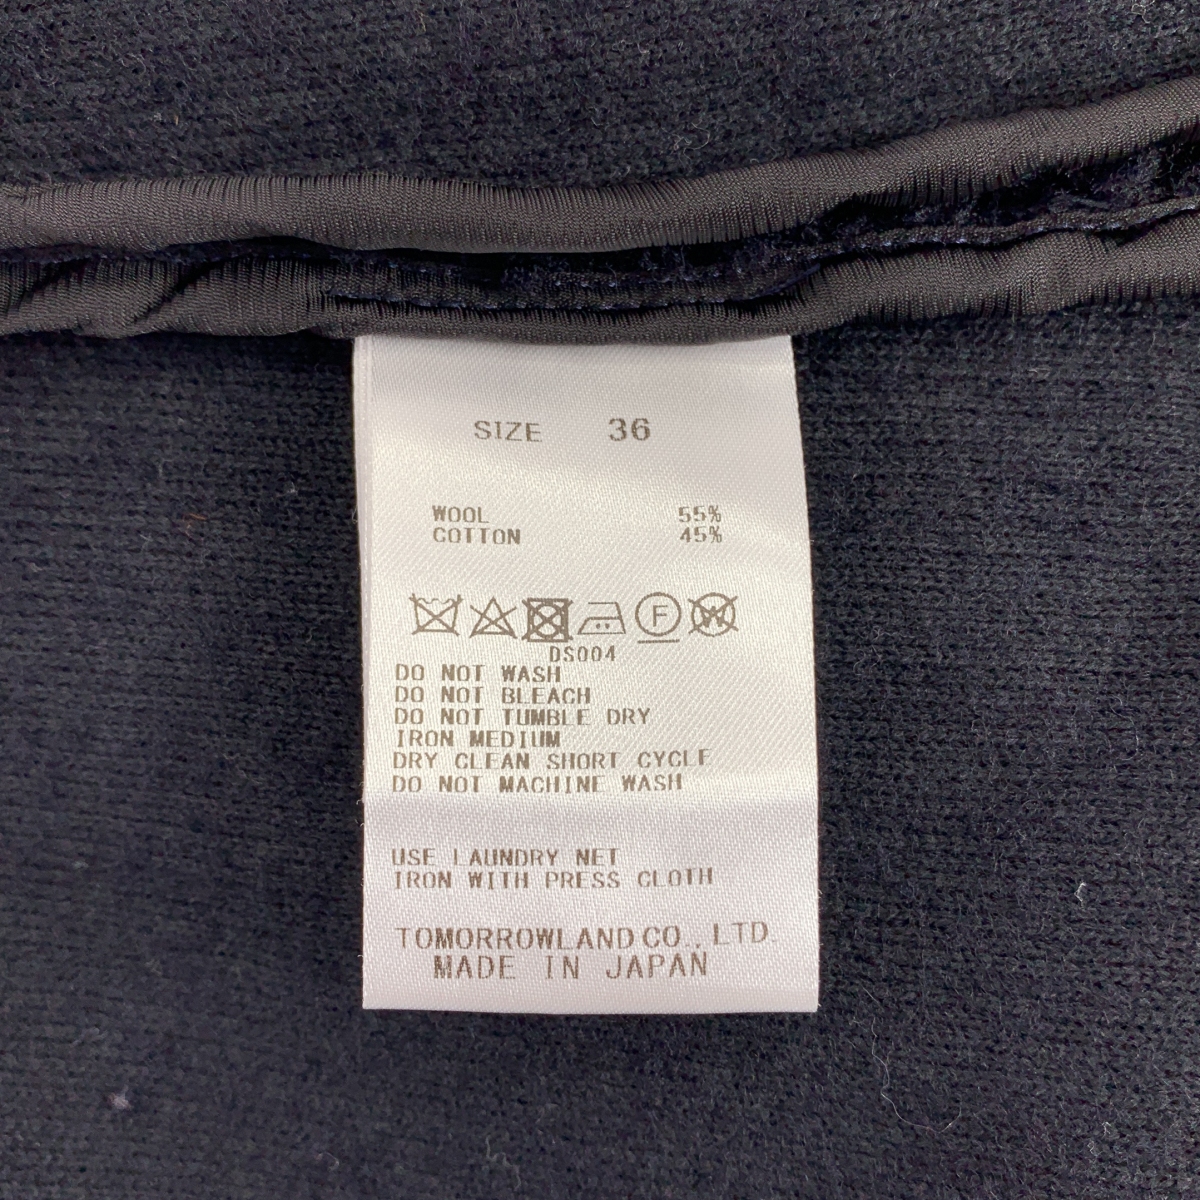 SIZE 36
WOOL 55%
COTTON 45%
F W
DS004
DO NOT WASH
DO NOT BLEACH
DO NOT TUMBLE DRY
IRON MEDIUM
DRY CLEAN SHORT CYCLE
DO NOT MACHINE WASH
USE LAUNDRY NET
IRON WITH PRESS CLOTH
TOMORROWLAND CO., LTD.
MADE IN JAPAN